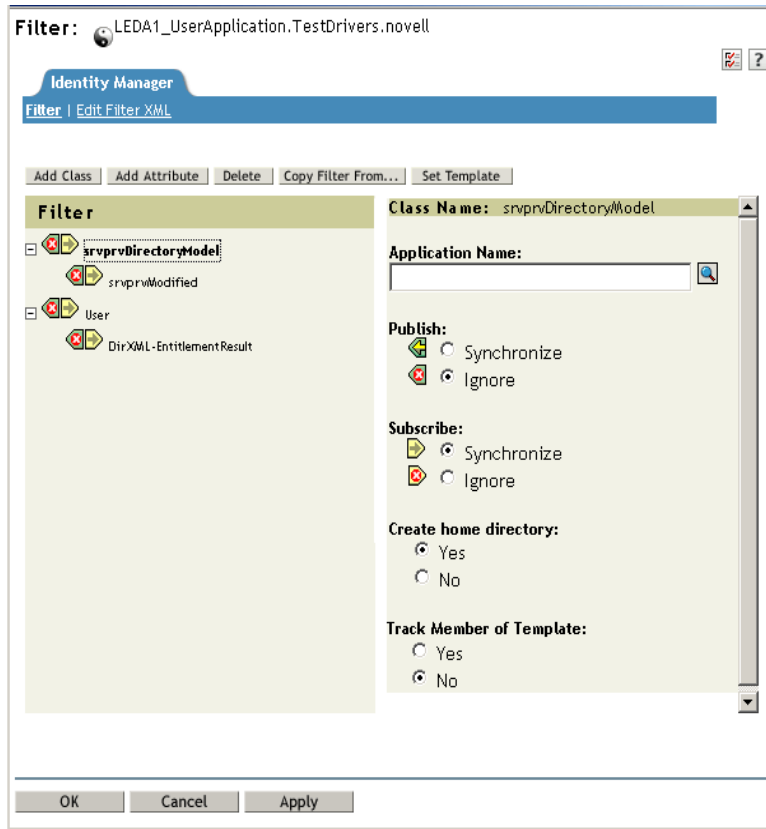 Filter: LEDA1_UserApplication.TestDrivers.novell
?
Identity Manager
Filter | Edit Filter XML
Add Class Add Attribute Delete Copy Filter From... Set Template
Filter
srvprvDirectoryModel
srvprvModified
User
DirXML-EntitlementResult
Class Name: srvprvDirectoryModel
Application Name:
Publish:
Synchronize
Ignore
Subscribe:
Synchronize
Ignore
Create home directory:
Yes
No
Track Member of Template:
Yes
No
OK Cancel Apply